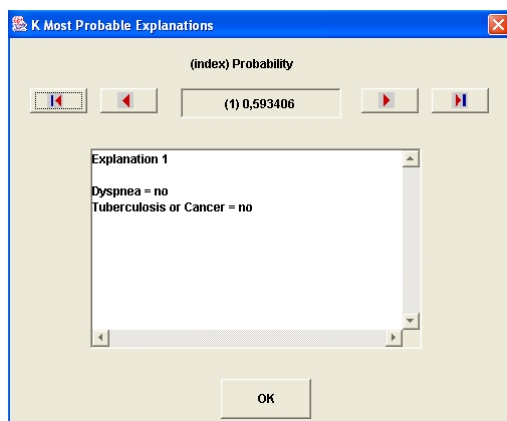 K Most Probable Explanations
(index) Probability
(1) 0,593406
Explanation 1
Dyspnea = no
Tuberculosis or Cancer = no
OK